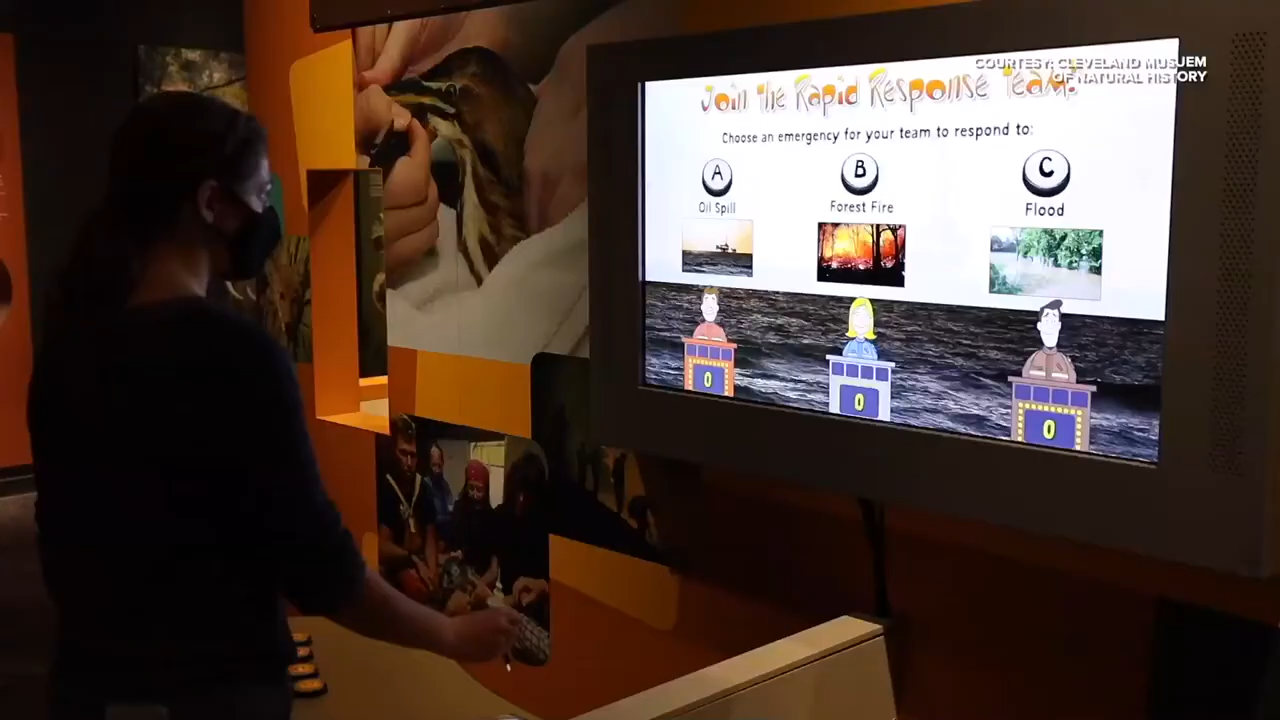 COURTESY: CLEVELAND MUSUEM
OF NATURAL HISTORY
Join the Rapid Response Team!
Choose an emergency for your team to respond to:
A
B
C
Oil Spill
Forest Fire
Flood
0
0
0